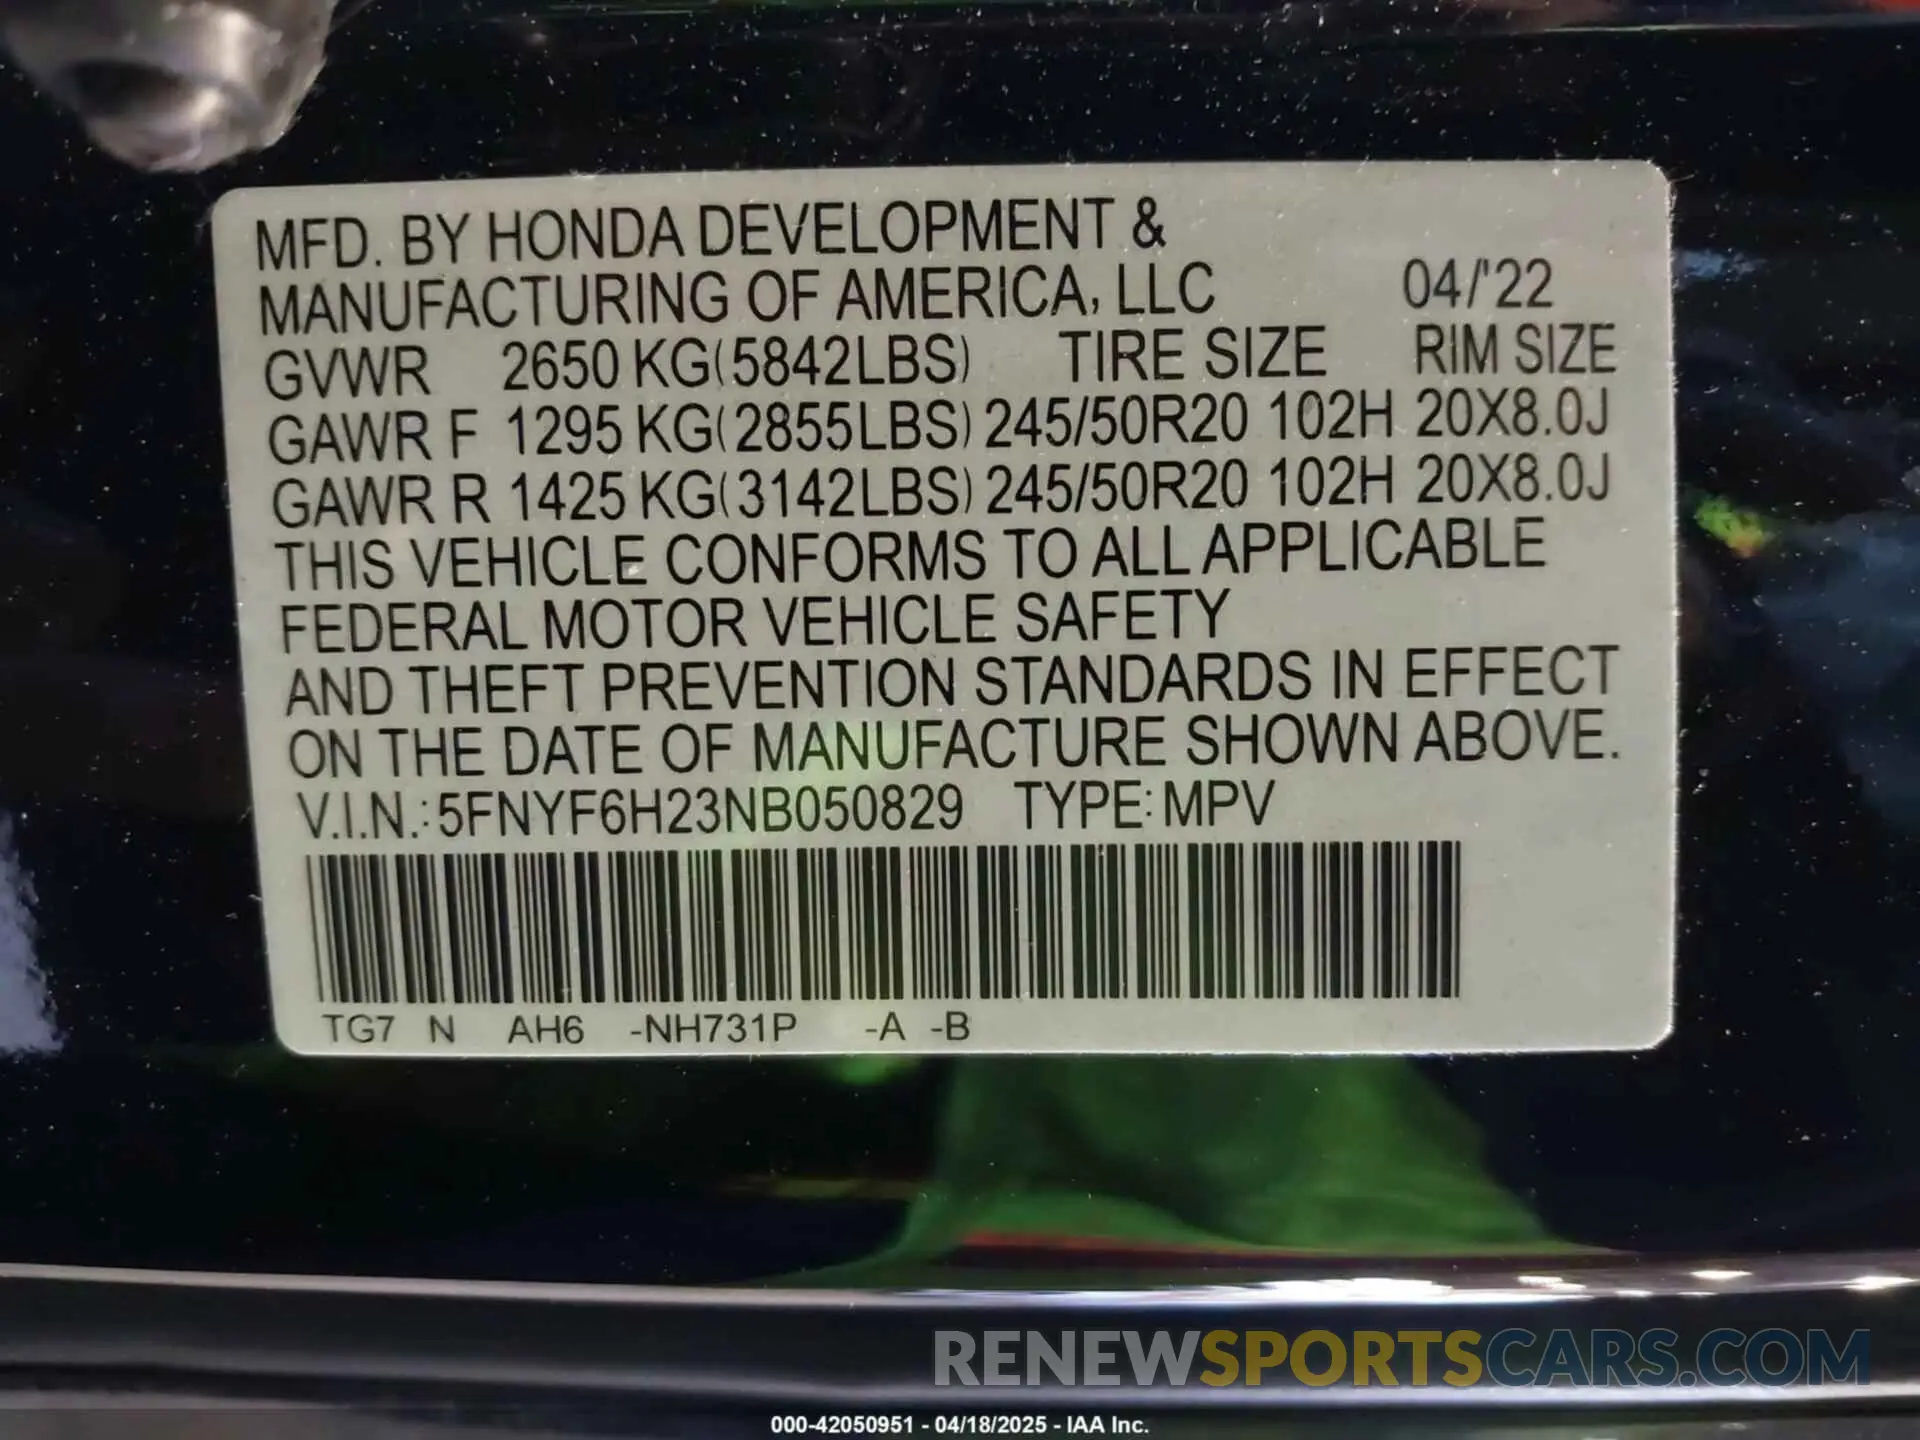 MFD. BY HONDA DEVELOPMENT &
MANUFACTURING OF AMERICA, LLC 04/'22
GVWR 2650 KG(5842LBS) TIRE SIZE RIM SIZE
GAWR F 1295 KG(2855LBS) 245/50R20 102H 20X8.0J
GAWR R 1425 KG(3142LBS) 245/50R20 102H 20X8.0J
THIS VEHICLE CONFORMS TO ALL APPLICABLE
FEDERAL MOTOR VEHICLE SAFETY
AND THEFT PREVENTION STANDARDS IN EFFECT
ON THE DATE OF MANUFACTURE SHOWN ABOVE.
V.I.N.: 5FNYF6H23NB050829 TYPE: MPV
TG7 N AH6 -NH731P -A -B
RENEWSPORTSCARS.COM
000-42050951 - 04/18/2025 - IAA Inc.